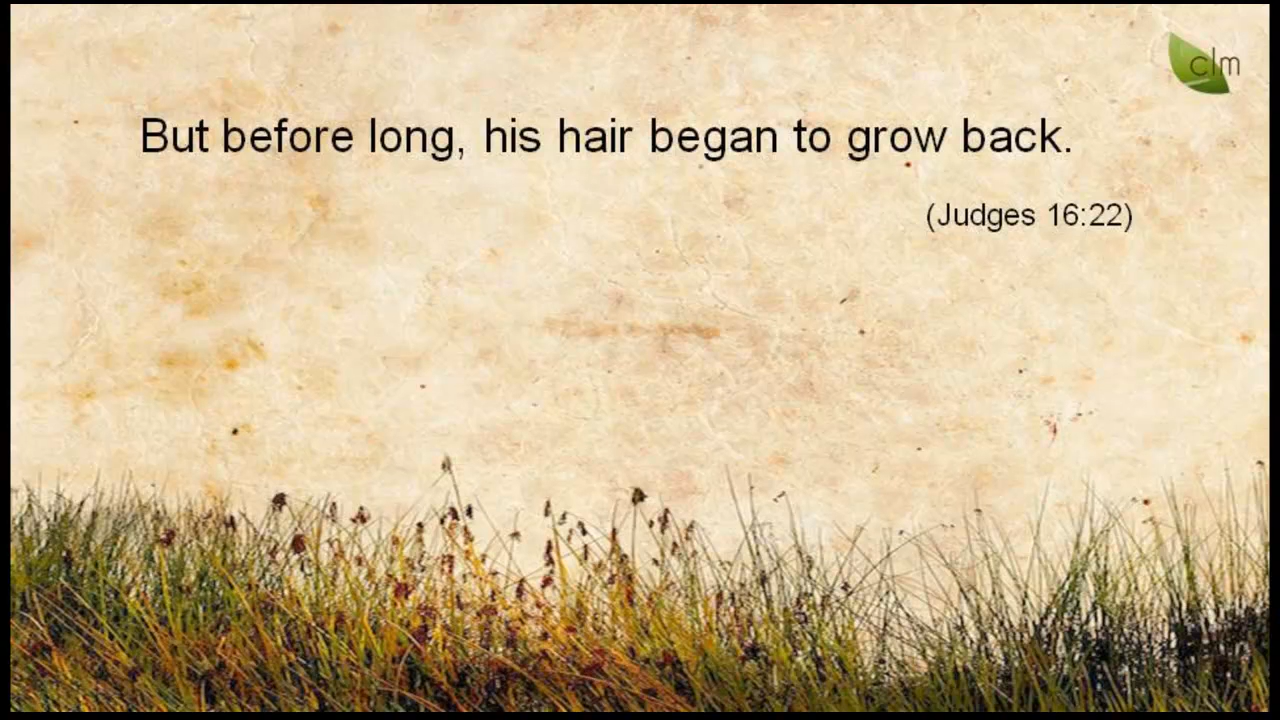 clm
But before long, his hair began to grow back.
(Judges 16:22)